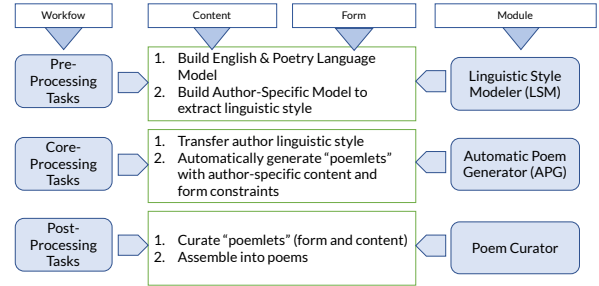 Workflow
Content
Form
Module
Pre-
Processing
Tasks
1. Build English & Poetry Language
Model
2. Build Author-Specific Model to
extract linguistic style
Linguistic Style
Modeler (LSM)
Core-
Processing
Tasks
1. Transfer author linguistic style
2. Automatically generate “poemlets”
with author-specific content and
form constraints
Automatic Poem
Generator (APG)
Post-
Processing
Tasks
1. Curate “poemlets” (form and content)
2. Assemble into poems
Poem Curator